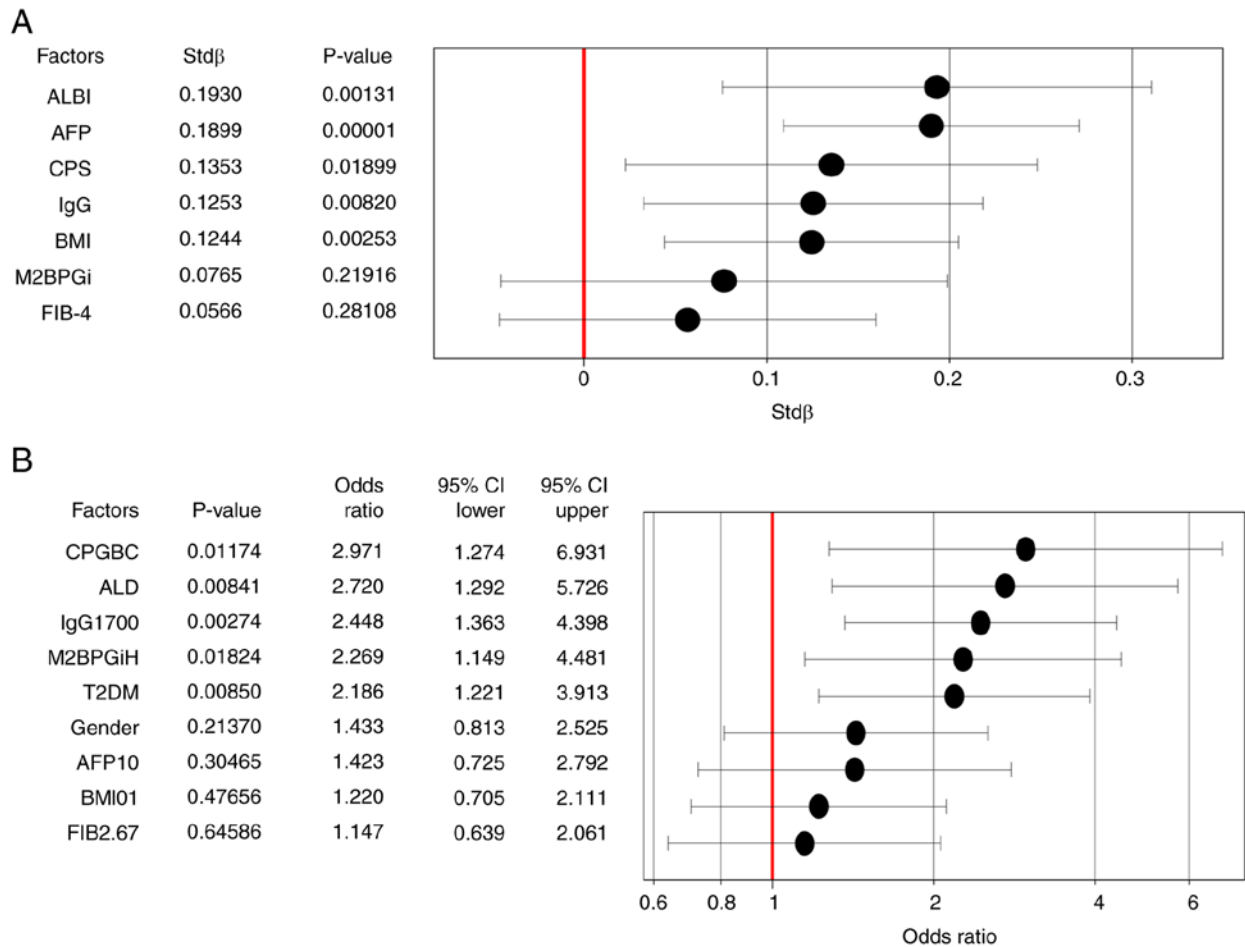 A
Factors Stdβ P-value
ALBI 0.1930 0.00131
AFP 0.1899 0.00001
CPS 0.1353 0.01899
IgG 0.1253 0.00820
BMI 0.1244 0.00253
M2BPGi 0.0765 0.21916
FIB-4 0.0566 0.28108
0 0.1 0.2 0.3
Stdβ
B
Factors P-value Odds ratio 95% CI lower 95% CI upper
CPGBC 0.01174 2.971 1.274 6.931
ALD 0.00841 2.720 1.292 5.726
IgG1700 0.00274 2.448 1.363 4.398
M2BPGiH 0.01824 2.269 1.149 4.481
T2DM 0.00850 2.186 1.221 3.913
Gender 0.21370 1.433 0.813 2.525
AFP10 0.30465 1.423 0.725 2.792
BMI01 0.47656 1.220 0.705 2.111
FIB2.67 0.64586 1.147 0.639 2.061
0.6 0.8 1 2 4 6
Odds ratio